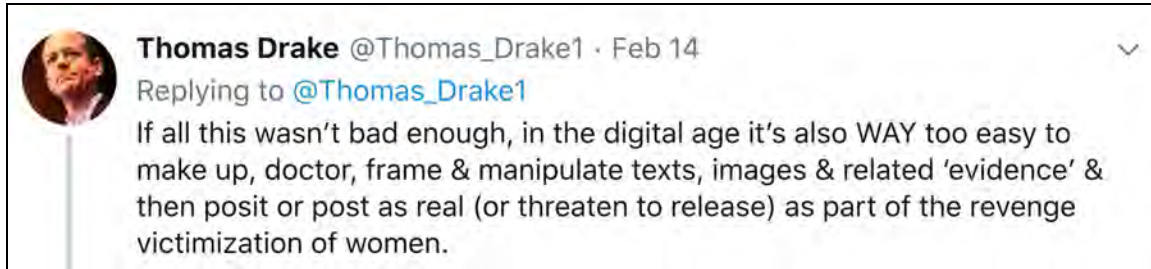 Thomas Drake @Thomas_Drake1 · Feb 14
Replying to @Thomas_Drake1
If all this wasn't bad enough, in the digital age it's also WAY too easy to
make up, doctor, frame & manipulate texts, images & related 'evidence' &
then posit or post as real (or threaten to release) as part of the revenge
victimization of women.